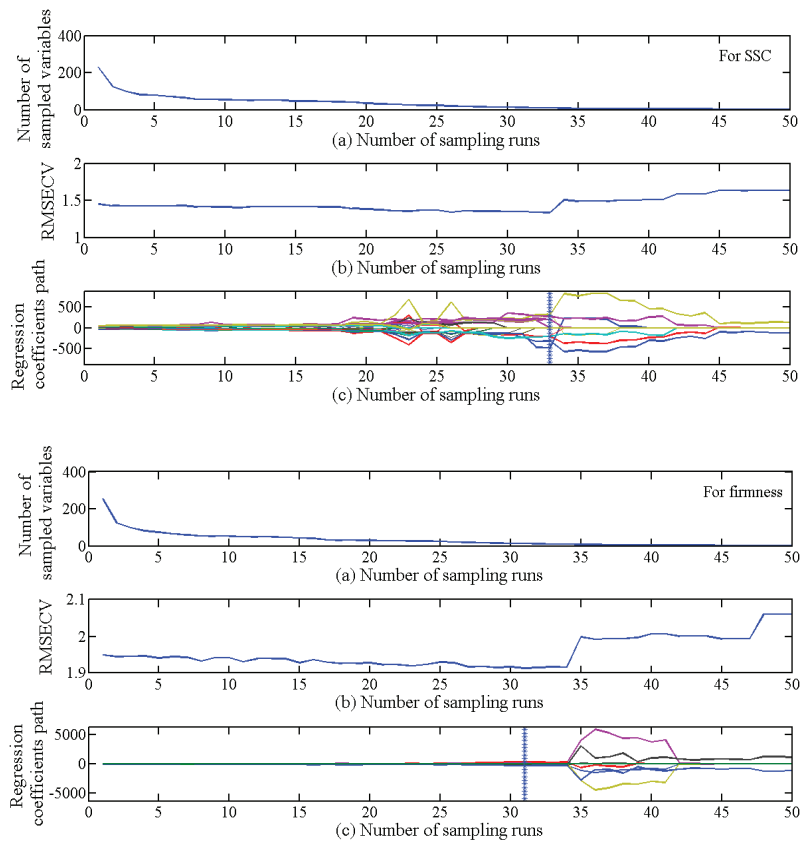 Number of
sampled variables
400
200
0
For SSC
0 5 10 15 20 25 30 35 40 45 50
(a) Number of sampling runs
RMSECV
2
1.5
1
0 5 10 15 20 25 30 35 40 45 50
(b) Number of sampling runs
Regression
coefficients path
500
0
-500
0 5 10 15 20 25 30 35 40 45 50
(c) Number of sampling runs
Number of
sampled variables
400
200
0
For firmness
0 5 10 15 20 25 30 35 40 45 50
(a) Number of sampling runs
RMSECV
2.1
2
1.9
0 5 10 15 20 25 30 35 40 45 50
(b) Number of sampling runs
Regression
coefficients path
5000
0
-5000
0 5 10 15 20 25 30 35 40 45 50
(c) Number of sampling runs